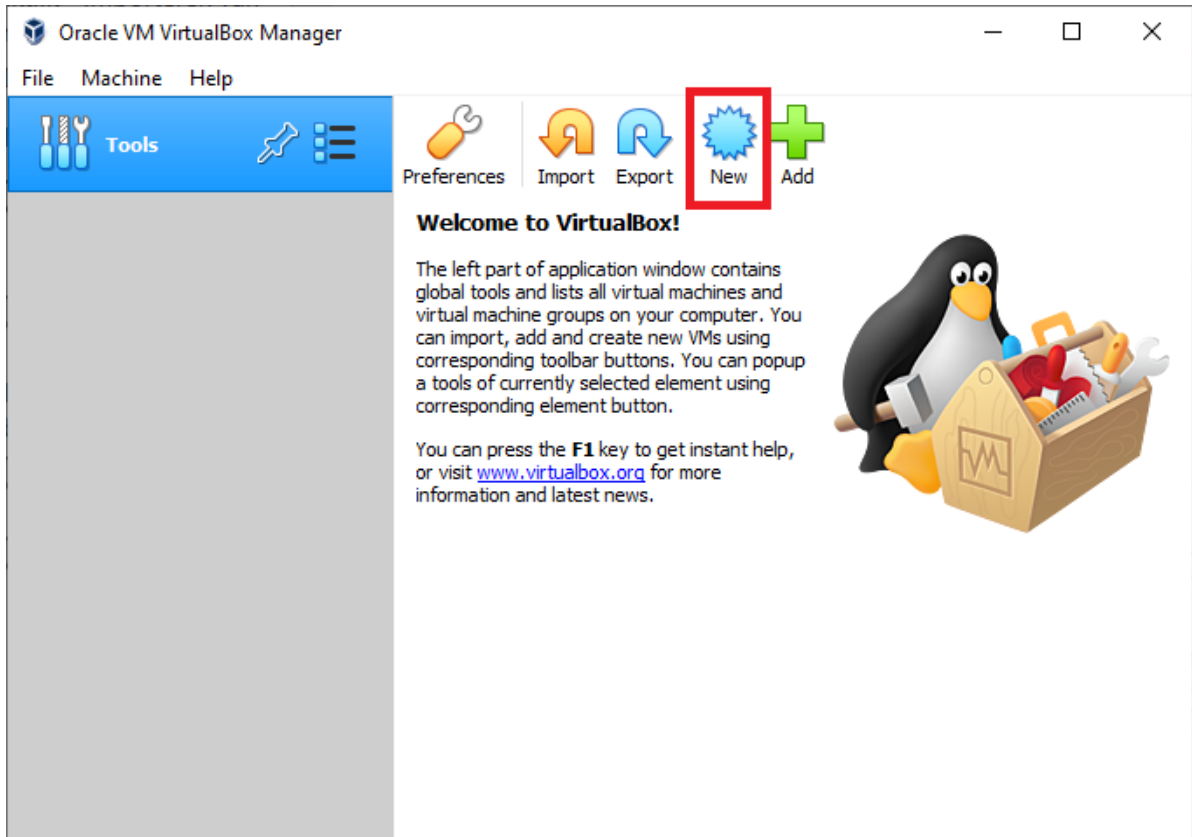 Oracle VM VirtualBox Manager
File Machine Help
Tools
Preferences Import Export New Add
Welcome to VirtualBox!
The left part of application window contains
global tools and lists all virtual machines and
virtual machine groups on your computer. You
can import, add and create new VMs using
corresponding toolbar buttons. You can popup
a tools of currently selected element using
corresponding element button.
You can press the F1 key to get instant help,
or visit www.virtualbox.org for more
information and latest news.